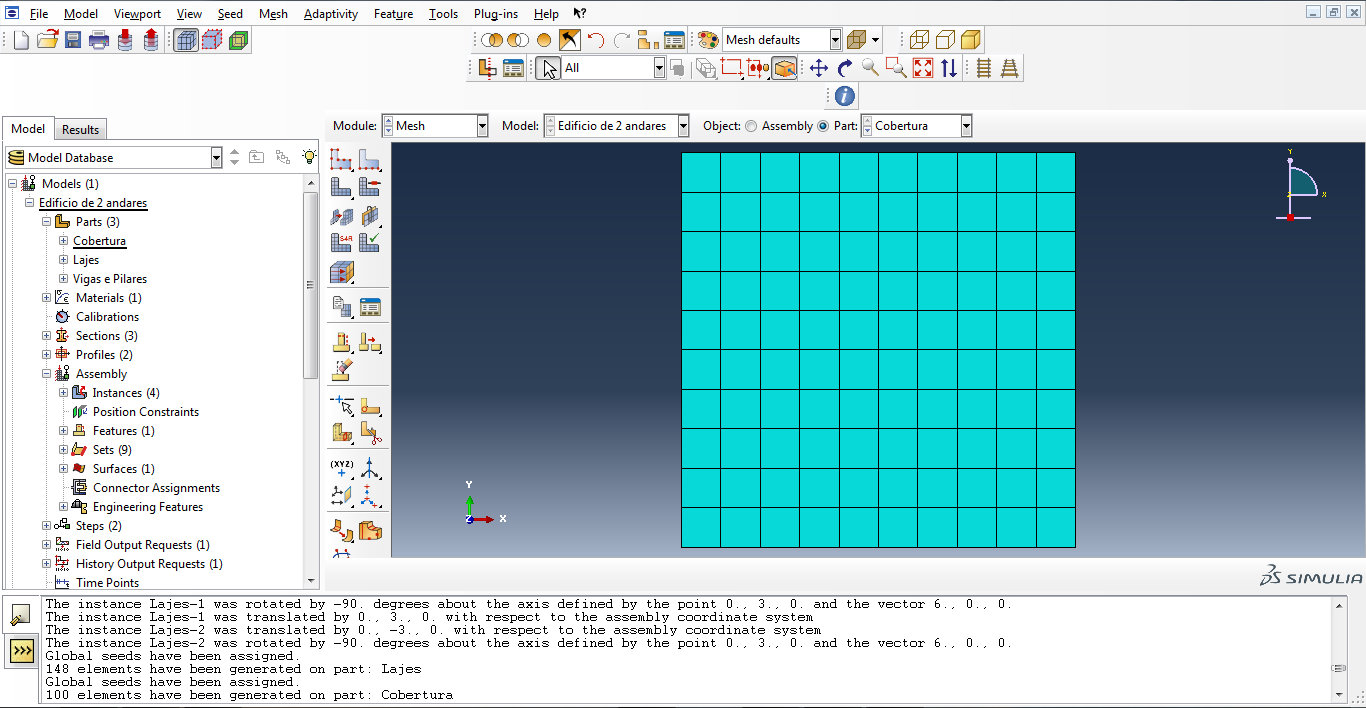 File Model Viewport View Seed Mesh Adaptivity Feature Tools Plug-ins Help
Mesh defaults
All
Model Results
Module: Mesh Model: Edificio de 2 andares Object: Assembly Part: Cobertura
Model Database
Models (1)
Edificio de 2 andares
Parts (3)
Cobertura
Lajes
Vigas e Pilares
Materials (1)
Calibrations
Sections (3)
Profiles (2)
Assembly
Instances (4)
Position Constraints
Features (1)
Sets (9)
Surfaces (1)
Connector Assignments
Engineering Features
Steps (2)
Field Output Requests (1)
History Output Requests (1)
Time Points
S4R
(XYZ)
Y
X
Y
Z X
SIMULIA
The instance Lajes-1 was rotated by -90. degrees about the axis defined by the point 0., 3., 0. and the vector 6., 0., 0.
The instance Lajes-1 was translated by 0., 3., 0. with respect to the assembly coordinate system
The instance Lajes-2 was translated by 0., -3., 0. with respect to the assembly coordinate system
The instance Lajes-2 was rotated by -90. degrees about the axis defined by the point 0., 3., 0. and the vector 6., 0., 0.
Global seeds have been assigned.
148 elements have been generated on part: Lajes
Global seeds have been assigned.
100 elements have been generated on part: Cobertura